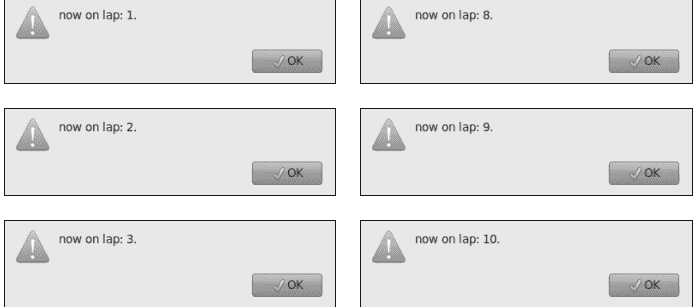 now on lap: 1.
OK
now on lap: 8.
OK
now on lap: 2.
OK
now on lap: 9.
OK
now on lap: 3.
OK
now on lap: 10.
OK